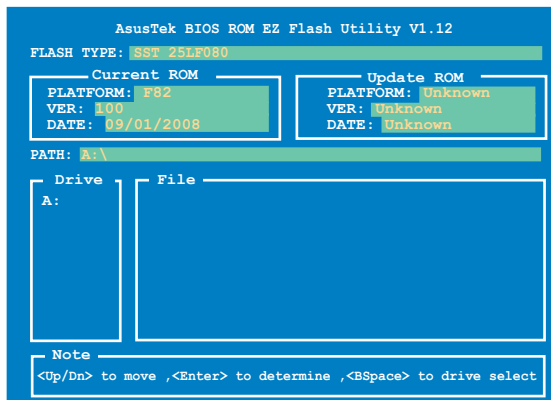 AsusTek BIOS ROM EZ Flash Utility V1.12
FLASH TYPE: SST 25LF080
Current ROM
PLATFORM: F82
VER: 100
DATE: 09/01/2008
Update ROM
PLATFORM: Unknown
VER: Unknown
DATE: Unknown
PATH: A:\
Drive
A:
File
Note
<Up/Dn> to move ,<Enter> to determine ,<BSpace> to drive select